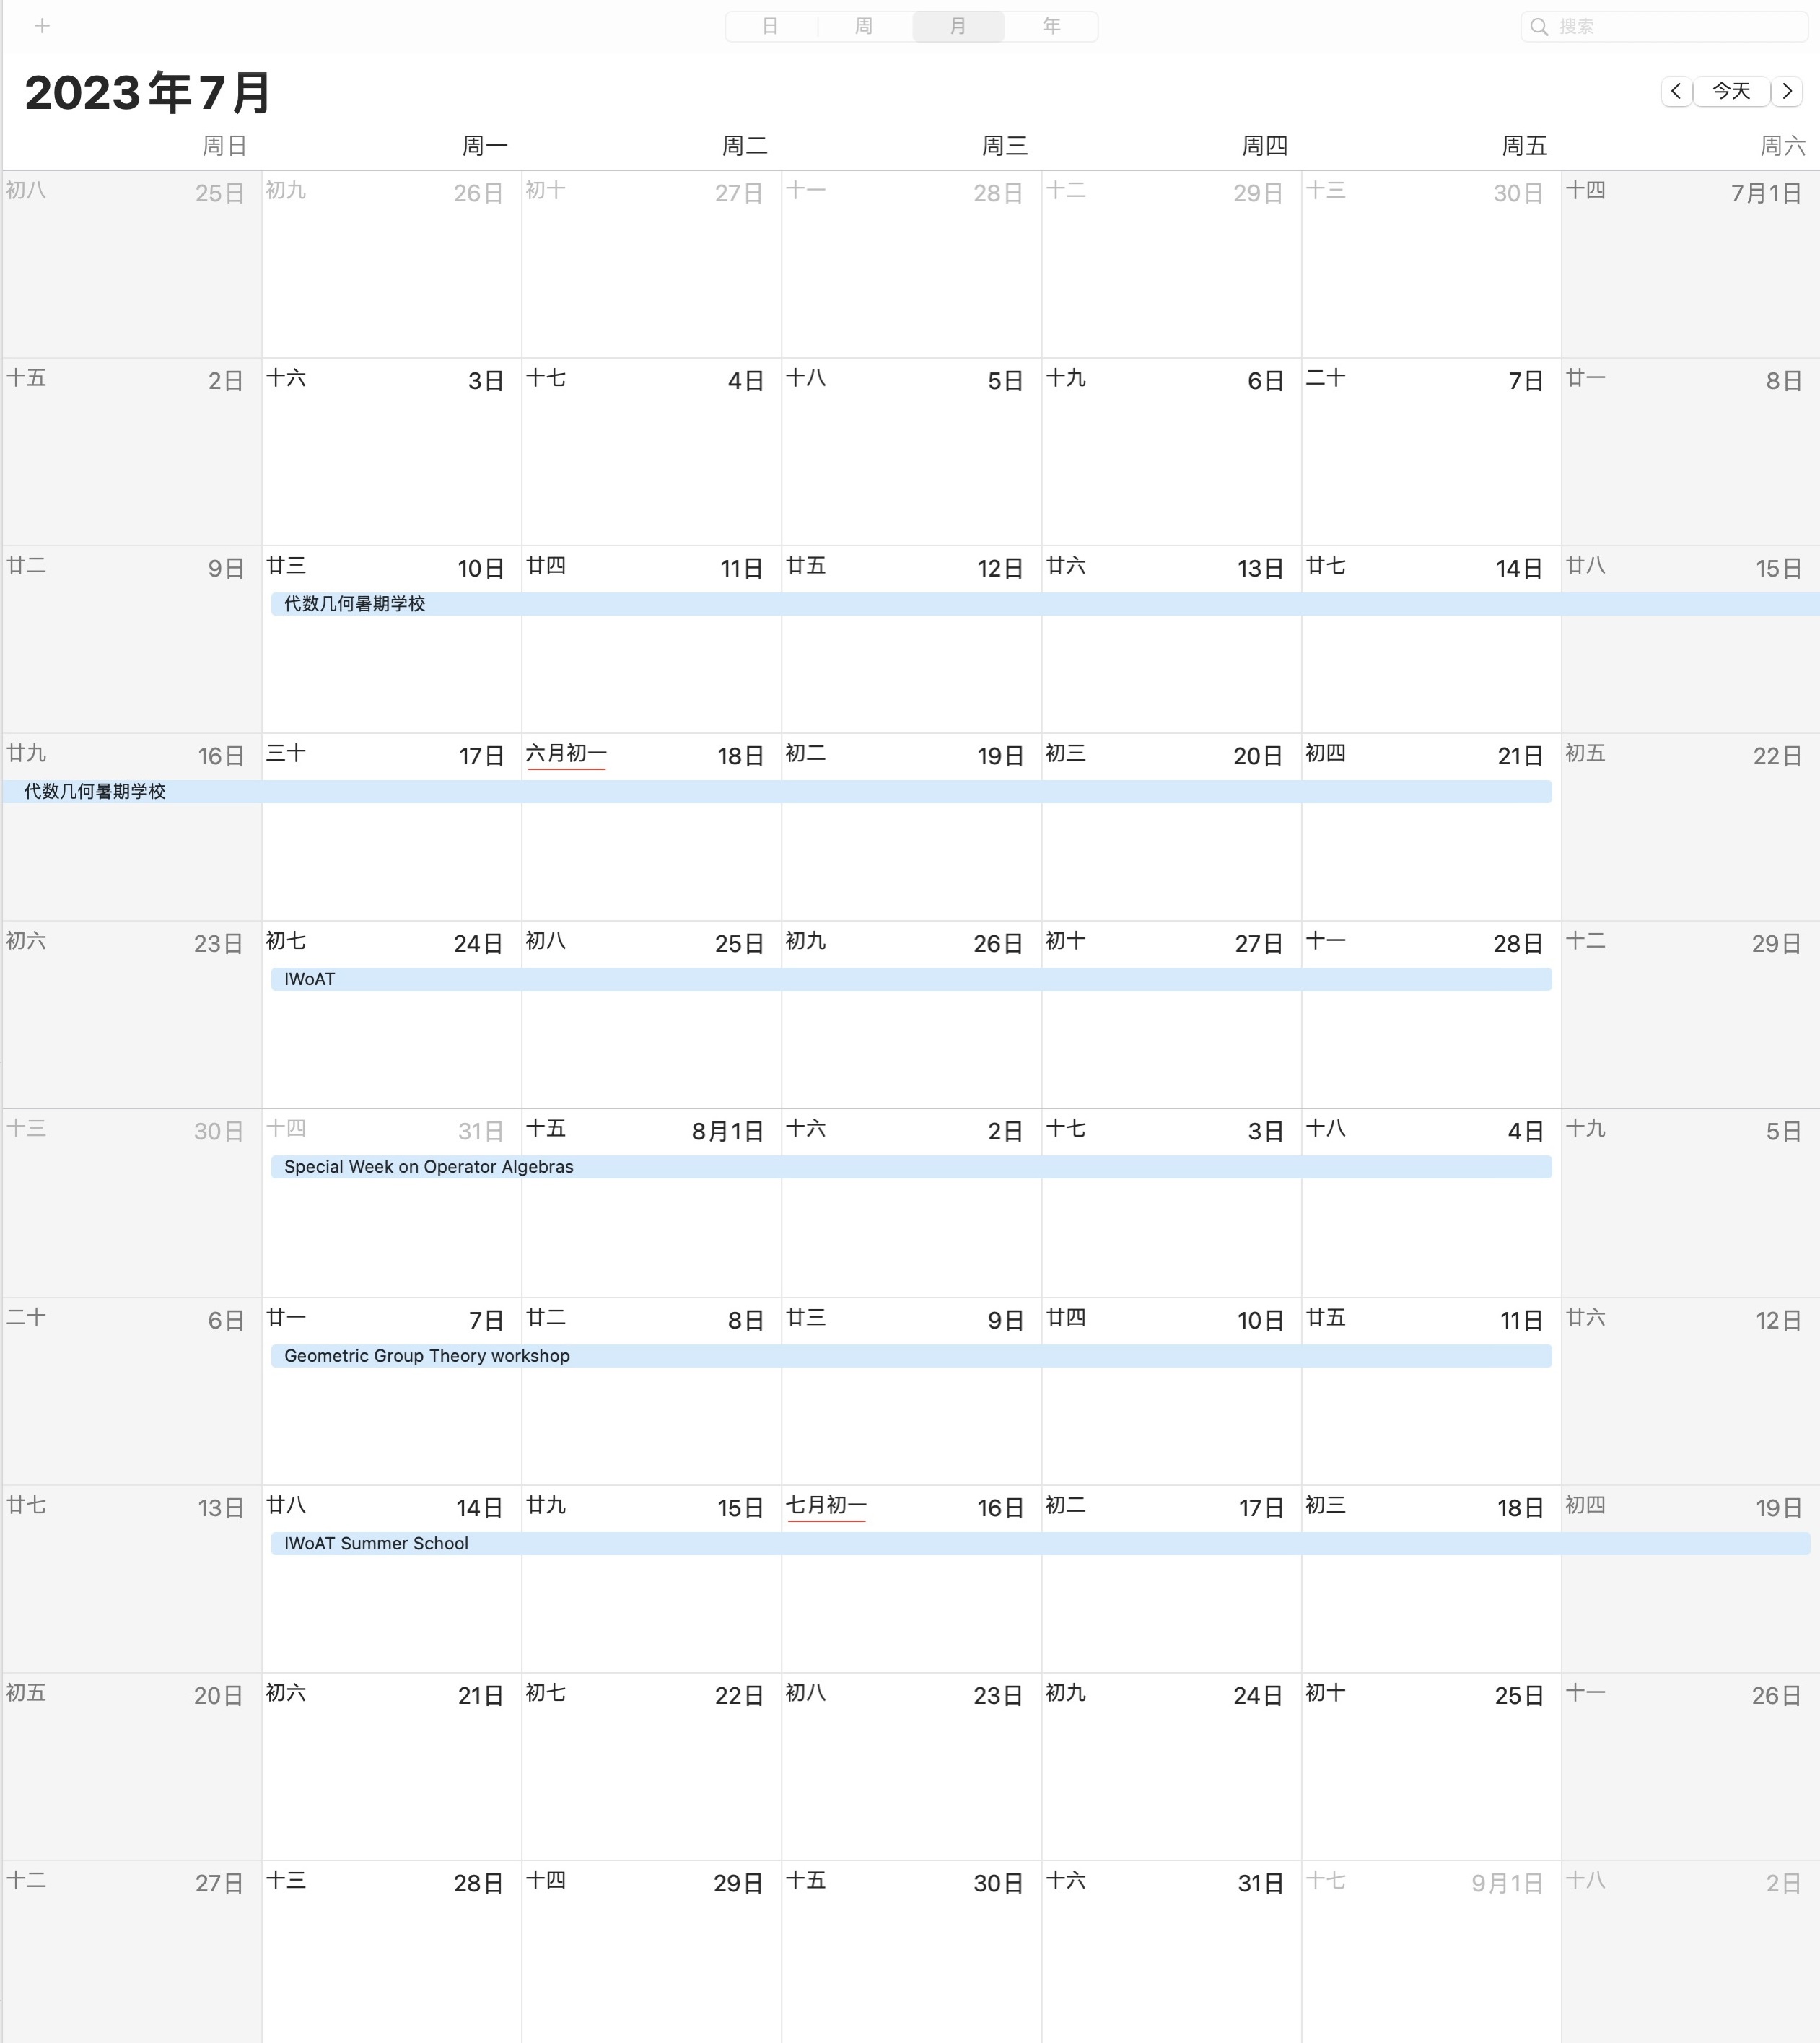 + 日 周 月 年 搜索
2023年7月 今天
周日 周一 周二 周三 周四 周五 周六
初八 25日 初九 26日 初十 27日 十一 28日 十二 29日 十三 30日 十四 7月1日
十五 2日 十六 3日 十七 4日 十八 5日 十九 6日 二十 7日 廿一 8日
廿二 9日 廿三 10日 廿四 11日 廿五 12日 廿六 13日 廿七 14日 廿八 15日
代数几何暑期学校
廿九 16日 三十 17日 六月初一 18日 初二 19日 初三 20日 初四 21日 初五 22日
代数几何暑期学校
初六 23日 初七 24日 初八 25日 初九 26日 初十 27日 十一 28日 十二 29日
IWoAT
十三 30日 十四 31日 十五 8月1日 十六 2日 十七 3日 十八 4日 十九 5日
Special Week on Operator Algebras
二十 6日 廿一 7日 廿二 8日 廿三 9日 廿四 10日 廿五 11日 廿六 12日
Geometric Group Theory workshop
廿七 13日 廿八 14日 廿九 15日 七月初一 16日 初二 17日 初三 18日 初四 19日
IWoAT Summer School
初五 20日 初六 21日 初七 22日 初八 23日 初九 24日 初十 25日 十一 26日
十二 27日 十三 28日 十四 29日 十五 30日 十六 31日 十七 9月1日 十八 2日